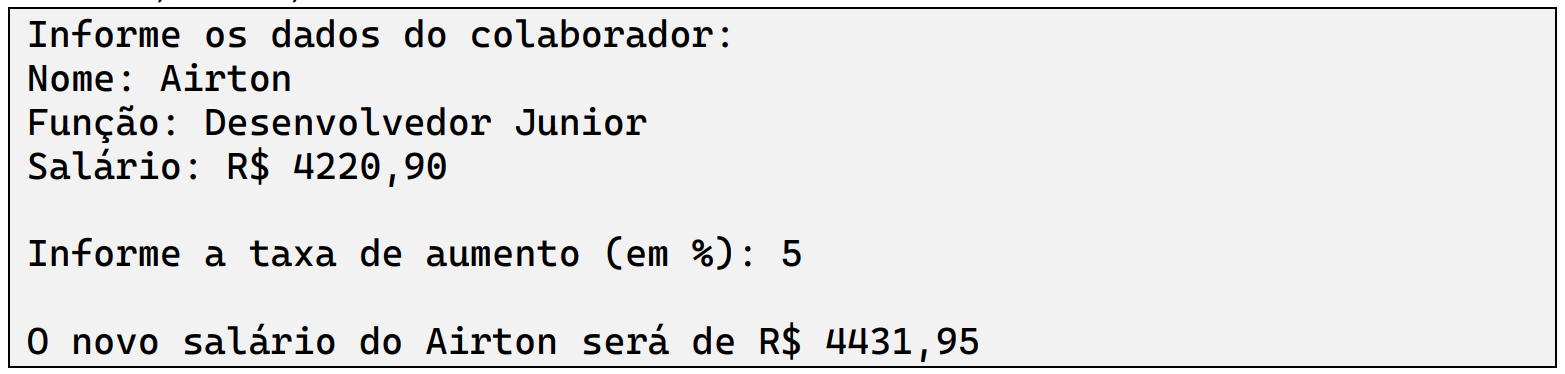 Informe os dados do colaborador:
Nome: Airton
Função: Desenvolvedor Junior
Salário: R$ 4220,90
Informe a taxa de aumento (em %): 5
O novo salário do Airton será de R$ 4431,95